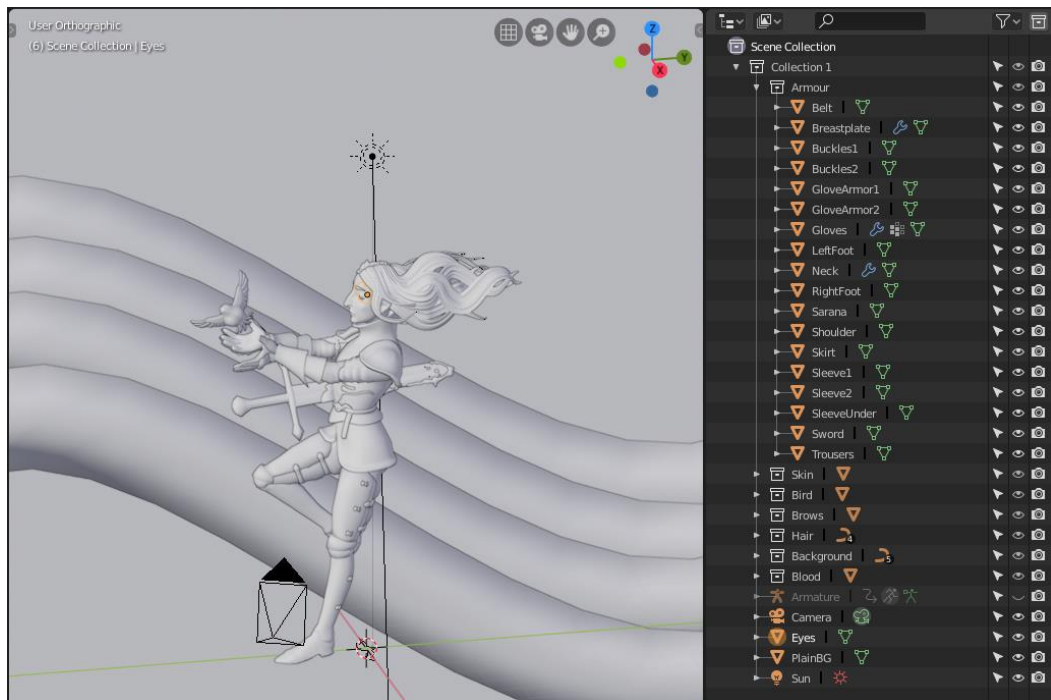 User Orthographic
(6) Scene Collection | Eyes
Z
Y
X
Scene Collection
Collection 1
Armour
Belt
Breastplate
Buckles1
Buckles2
GloveArmor1
GloveArmor2
Gloves
LeftFoot
Neck
RightFoot
Sarana
Shoulder
Skirt
Sleeve1
Sleeve2
SleeveUnder
Sword
Trousers
Skin
Bird
Brows
Hair 4
Background 5
Blood
Armature
Camera
Eyes
PlainBG
Sun